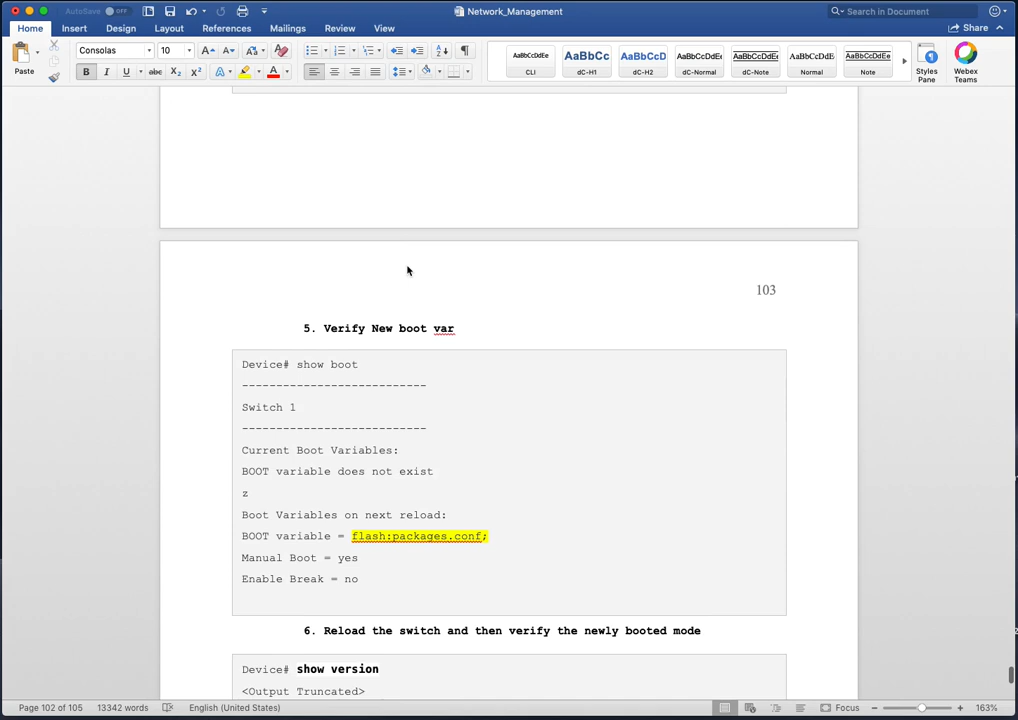 AutoSave OFF
Network_Management
Search in Document
Home Insert Design Layout References Mailings Review View Share
Paste
Consolas 10
CLI
AaBbCc dC-H1
AaBbCcD dC-H2
AaBbCcDdEe dC-Normal
AaBbCcDdEe dC-Note
AaBbCcDdE Normal
AaBbCcDdEe Note
Styles Pane
Webex Teams
103
5. Verify New boot var
Device# show boot
---------------------------
Switch 1
---------------------------
Current Boot Variables:
BOOT variable does not exist
z
Boot Variables on next reload:
BOOT variable = flash:packages.conf;
Manual Boot = yes
Enable Break = no
6. Reload the switch and then verify the newly booted mode
Device# show version
<Output Truncated>
Page 102 of 105 13342 words English (United States) Focus 163%